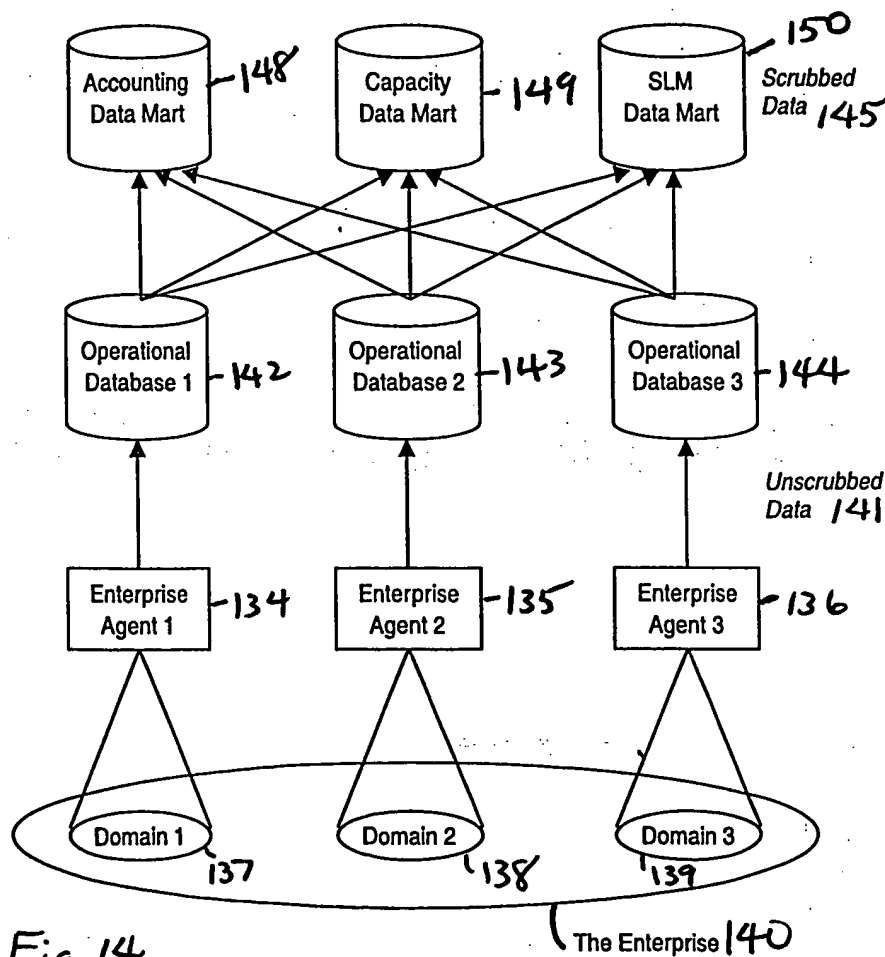 Accounting
Data Mart
148
Capacity
Data Mart
149
SLM
Data Mart
150
Scrubbed
Data 145
Operational
Database 1
142
Operational
Database 2
143
Operational
Database 3
144
Unscrubbed
Data 141
Enterprise
Agent 1
134
Enterprise
Agent 2
135
Enterprise
Agent 3
136
Domain 1
137
Domain 2
138
Domain 3
139
The Enterprise 140
Fig. 14